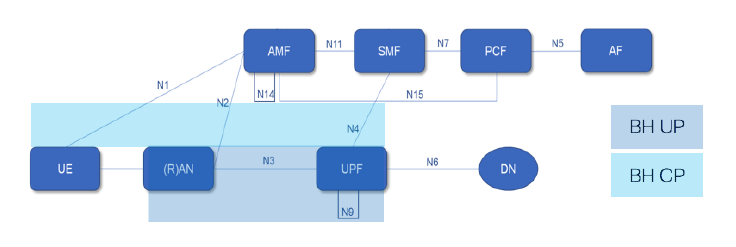 AMF
N11
SMF
N7
PCF
N5
AF
N1
N2
N14
N15
N4
BH UP
UE
(R)AN
N3
UPF
N6
DN
BH CP
N9